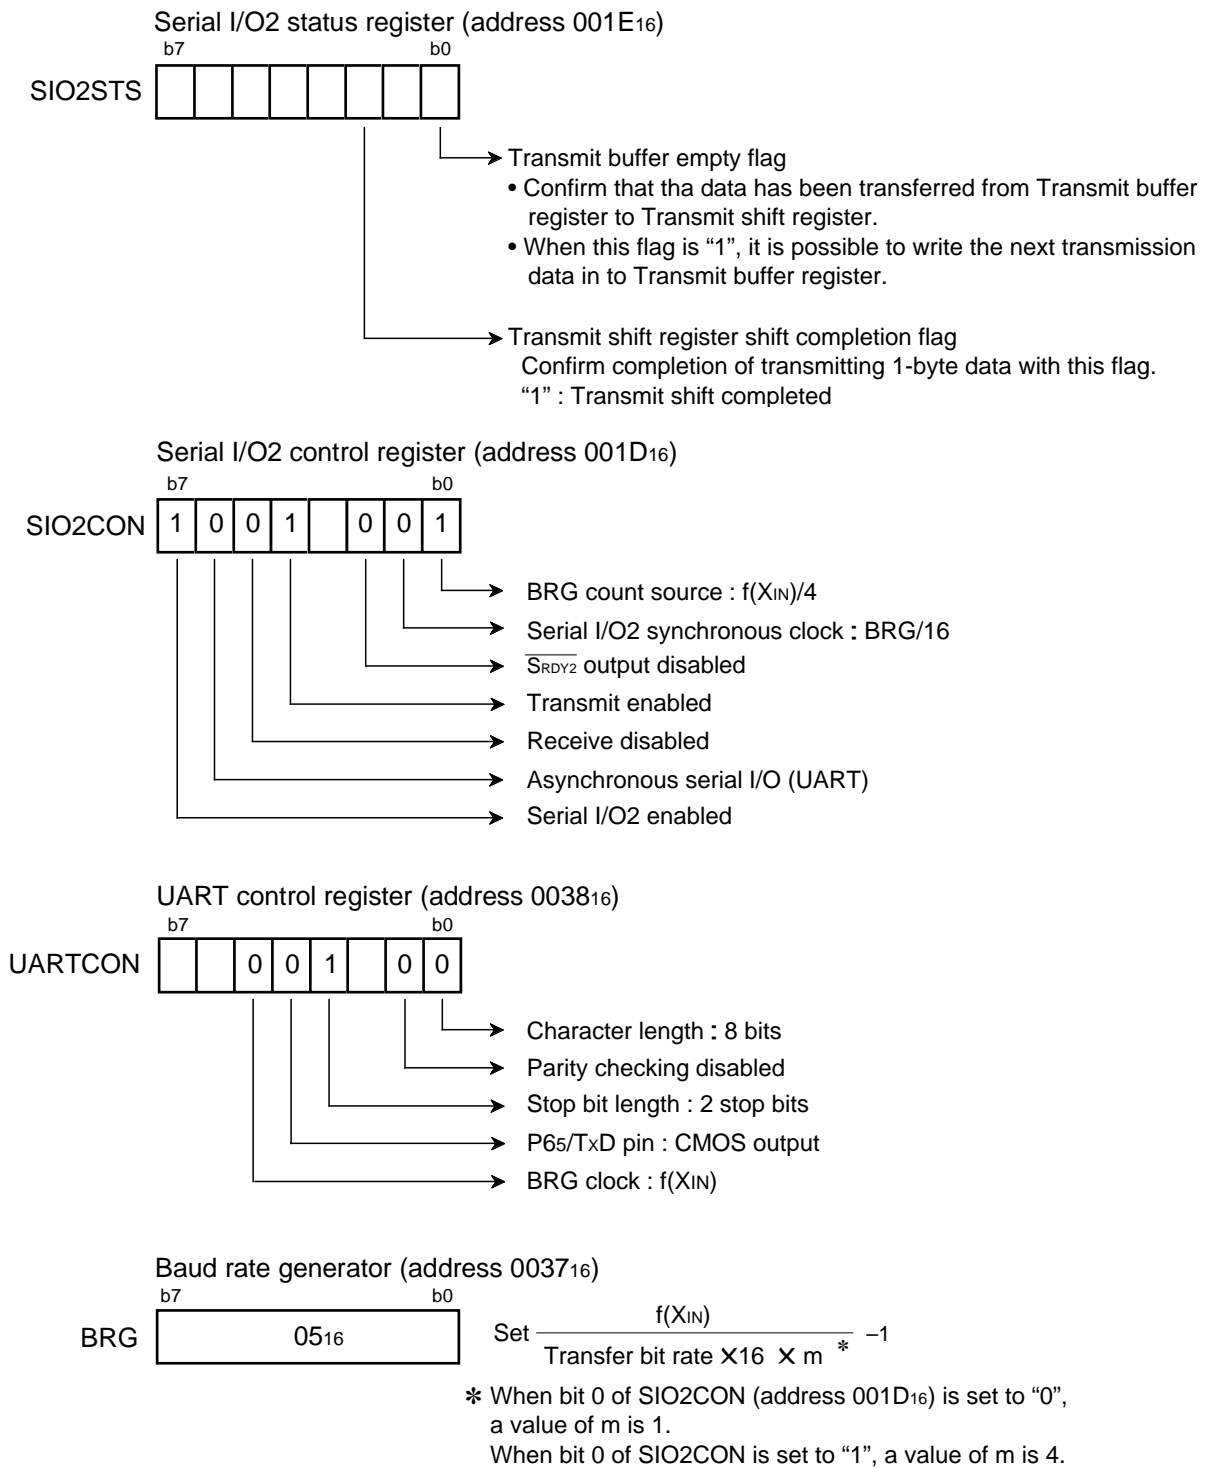 Serial I/O2 status register (address 001E16)
b7 b0
SIO2STS
Transmit buffer empty flag
• Confirm that tha data has been transferred from Transmit buffer
register to Transmit shift register.
• When this flag is “1”, it is possible to write the next transmission
data in to Transmit buffer register.
Transmit shift register shift completion flag
Confirm completion of transmitting 1-byte data with this flag.
“1” : Transmit shift completed
Serial I/O2 control register (address 001D16)
b7 b0
SIO2CON 1 0 0 1 0 0 1
BRG count source : f(XIN)/4
Serial I/O2 synchronous clock : BRG/16
SRDY2 output disabled
Transmit enabled
Receive disabled
Asynchronous serial I/O (UART)
Serial I/O2 enabled
UART control register (address 003816)
b7 b0
UARTCON 0 0 1 0 0
Character length : 8 bits
Parity checking disabled
Stop bit length : 2 stop bits
P65/TXD pin : CMOS output
BRG clock : f(XIN)
Baud rate generator (address 003716)
b7 b0
BRG 0516
Set f(XIN)
Transfer bit rate ✕16 ✕ m ✻ –1
✻ When bit 0 of SIO2CON (address 001D16) is set to “0”,
a value of m is 1.
When bit 0 of SIO2CON is set to “1”, a value of m is 4.